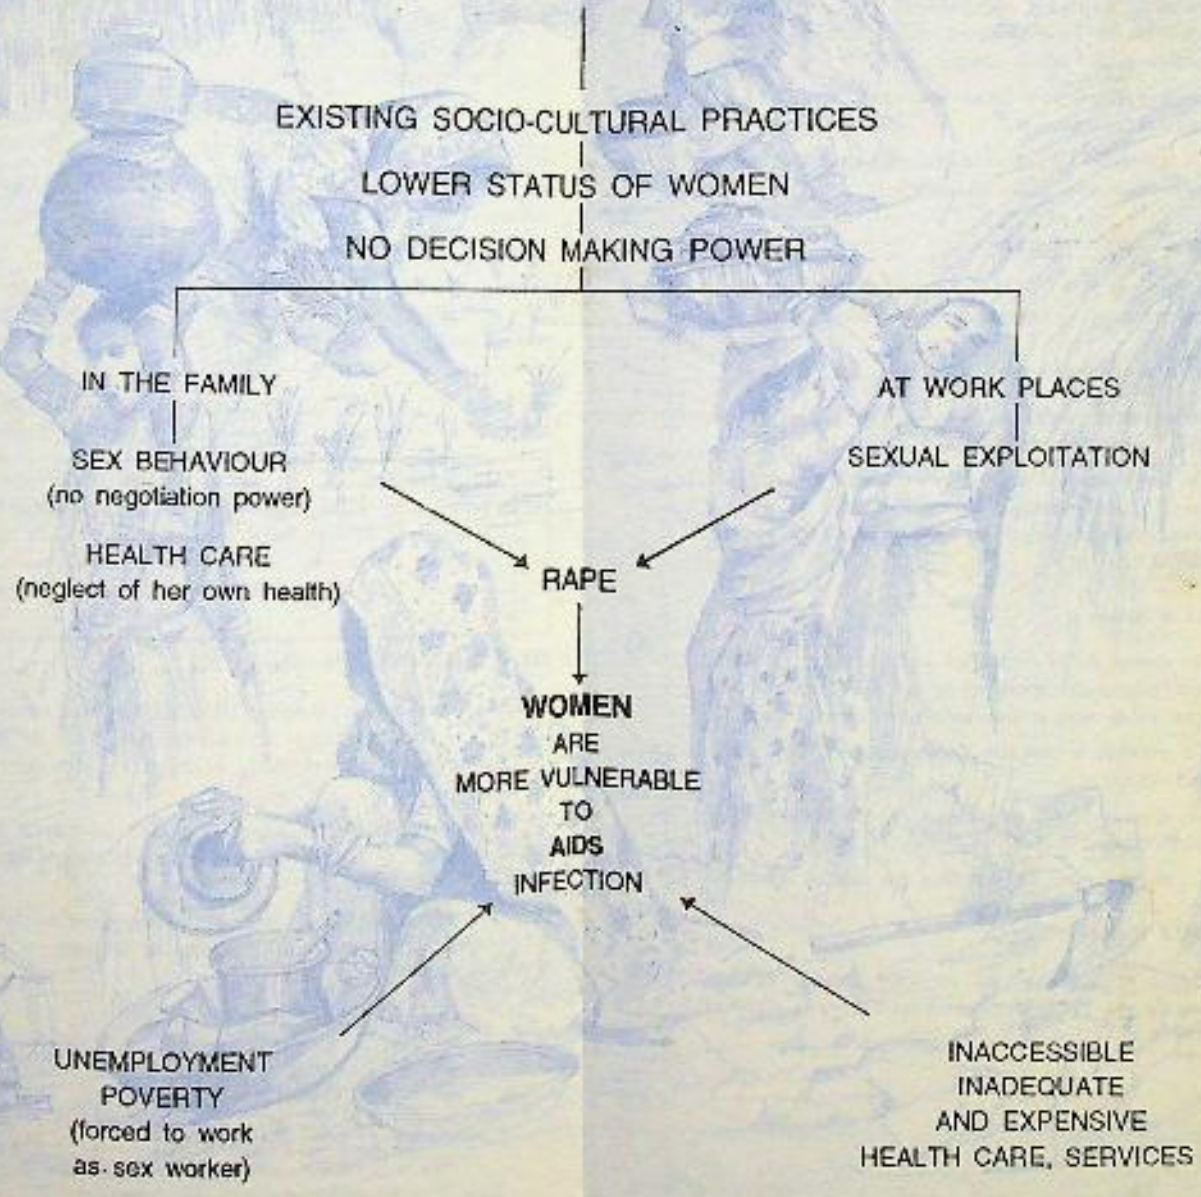 EXISTING SOCIO-CULTURAL PRACTICES
LOWER STATUS OF WOMEN
NO DECISION MAKING POWER
IN THE FAMILY
SEX BEHAVIOUR
(no negotiation power)
HEALTH CARE
(neglect of her own health)
AT WORK PLACES
SEXUAL EXPLOITATION
RAPE
WOMEN
ARE
MORE VULNERABLE
TO
AIDS
INFECTION
UNEMPLOYMENT
POVERTY
(forced to work
as sex worker)
INACCESSIBLE
INADEQUATE
AND EXPENSIVE
HEALTH CARE, SERVICES